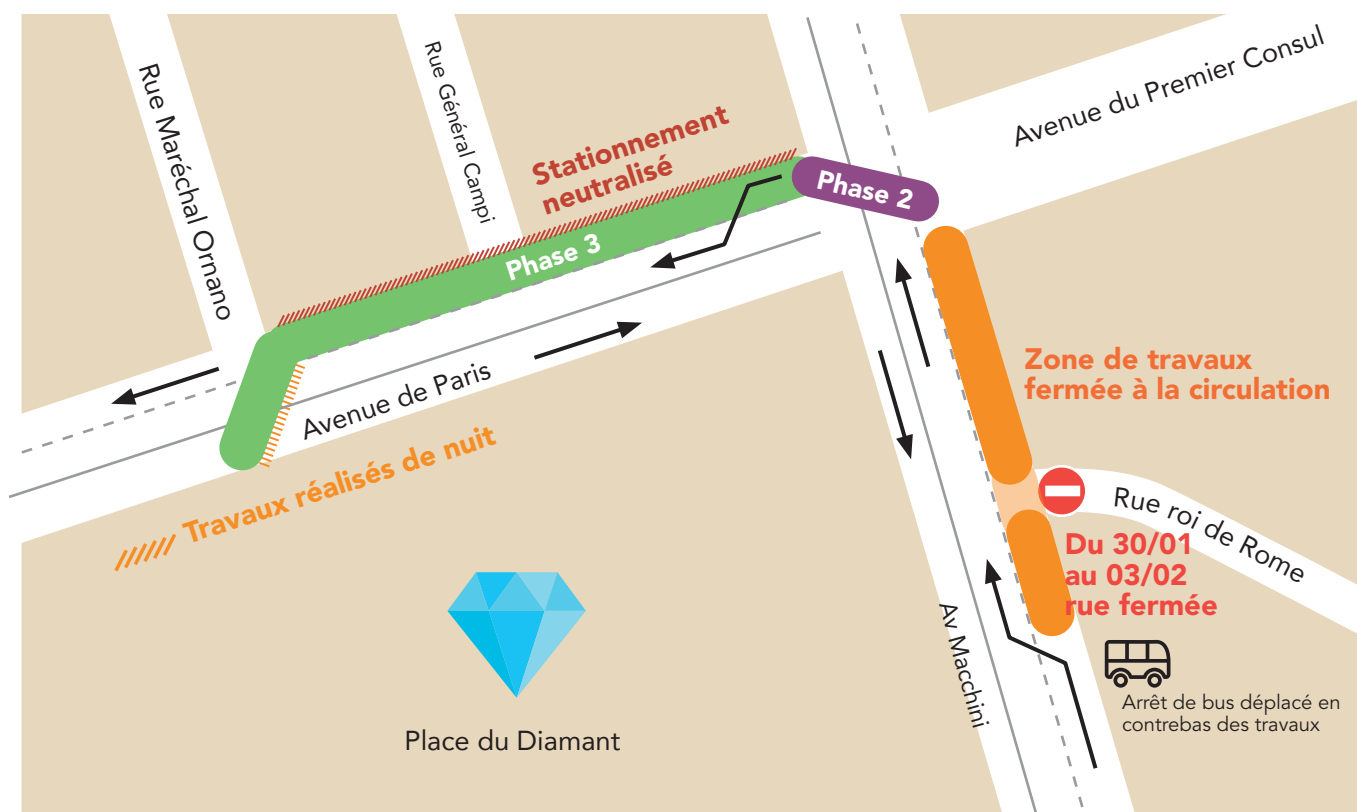 Rue Maréchal Ornano
Rue Général Campi
Stationnement
neutralisé
Avenue du Premier Consul
Phase 2
Phase 3
Zone de travaux
fermée à la circulation
Avenue de Paris
Travaux réalisés de nuit
Rue roi de Rome
Du 30/01
au 03/02
rue fermée
Av Macchini
Arrêt de bus déplacé en
contrebas des travaux
Place du Diamant